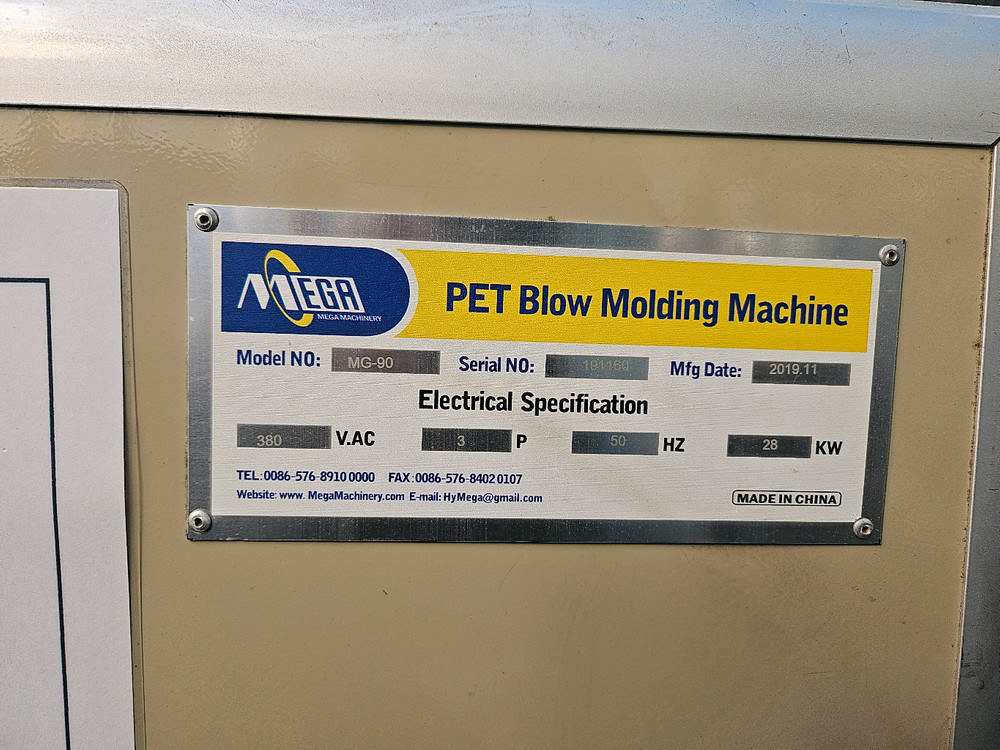 MEGA
MEGA MACHINERY
PET Blow Molding Machine
Model NO: MG-90 Serial NO: 191160 Mfg Date: 2019.11
Electrical Specification
380 V.AC 3 P 50 HZ 28 KW
TEL:0086-576-8910 0000 FAX:0086-576-8402 0107
Website: www. MegaMachinery.com E-mail: HyMega@gmail.com
MADE IN CHINA